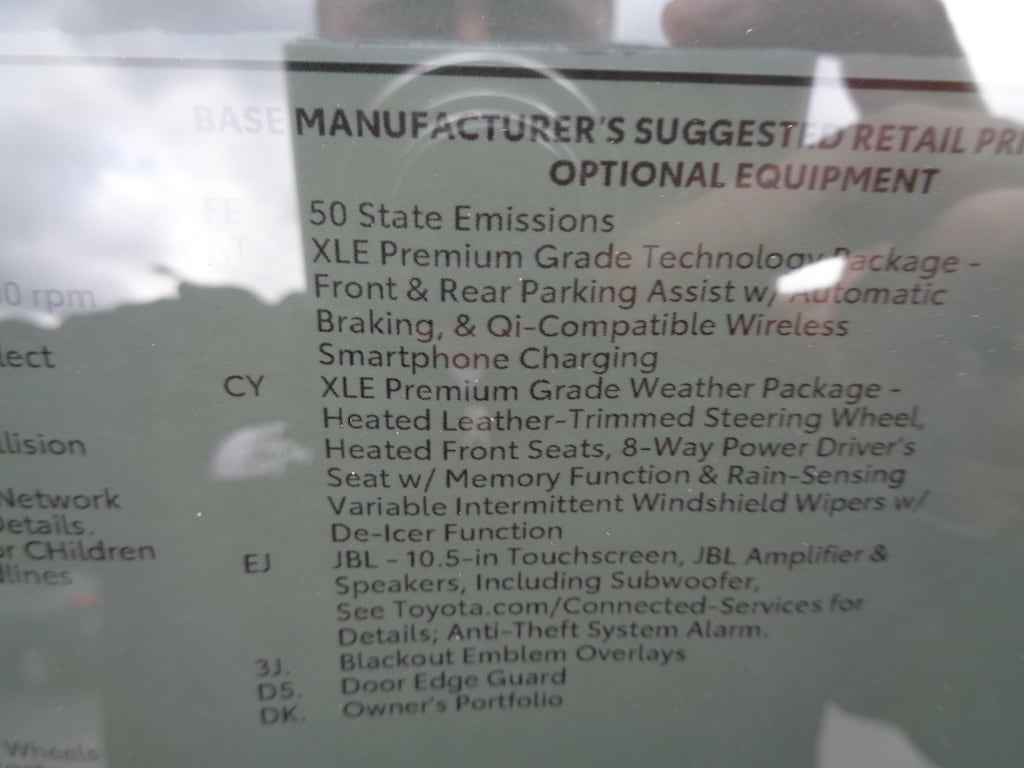 BASE MANUFACTURER'S SUGGESTED RETAIL
OPTIONAL EQUIPMENT
FE 50 State Emissions
XLE Premium Grade Technology Package -
0 rpm Front & Rear Parking Assist w/ Automatic
Braking, & Qi-Compatible Wireless
lect Smartphone Charging
CY XLE Premium Grade Weather Package -
Heated Leather-Trimmed Steering Wheel,
llision Heated Front Seats, 8-Way Power Driver's
Seat w/ Memory Function & Rain-Sensing
Network Variable Intermittent Windshield Wipers w/
Details. De-Icer Function
or CHildren EJ JBL - 10.5-in Touchscreen, JBL Amplifier &
dlines Speakers, Including Subwoofer,
See Toyota.com/Connected-Services for
Details; Anti-Theft System Alarm.
3J. Blackout Emblem Overlays
D5. Door Edge Guard
DK. Owner's Portfolio
Wheels